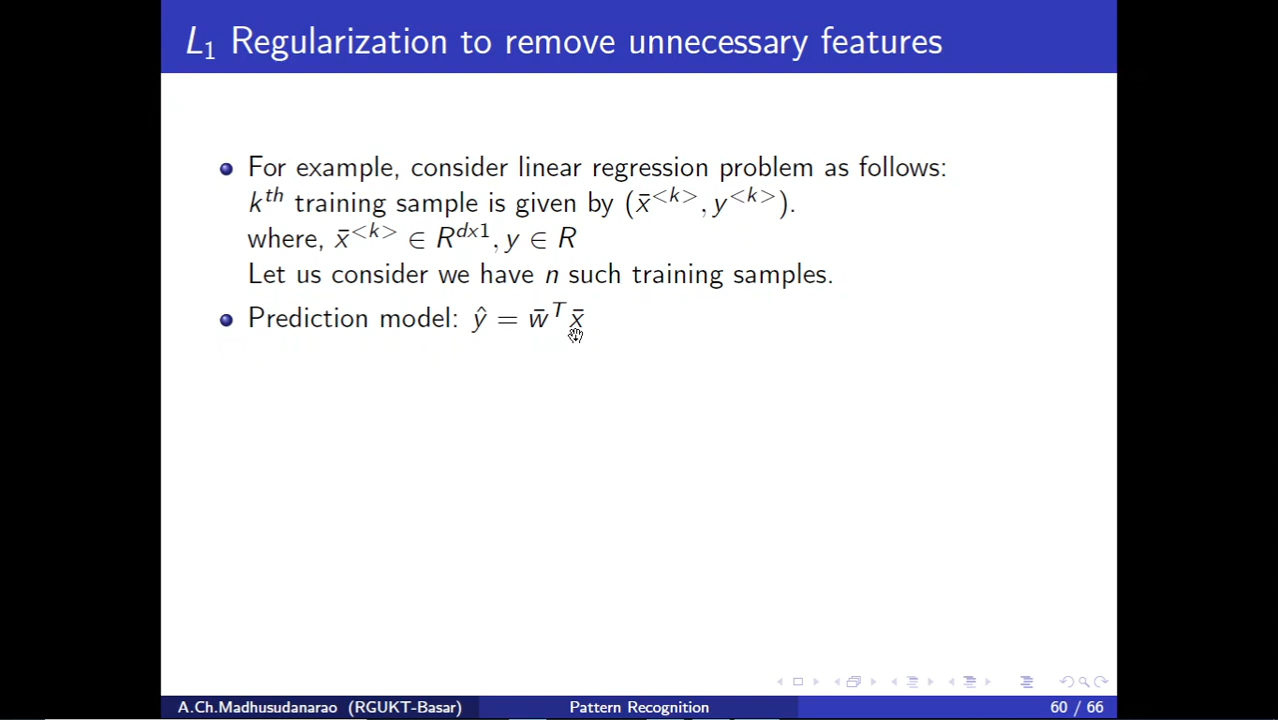 L₁ Regularization to remove unnecessary features
For example, consider linear regression problem as follows:
kᵗʰ training sample is given by (x̄^{<k>}, y^{<k>}).
where, x̄^{<k>} ∈ R^{dx1}, y ∈ R
Let us consider we have n such training samples.
Prediction model: ŷ = w̄ᵀx̄
A.Ch.Madhusudanarao (RGUKT-Basar) Pattern Recognition 60 / 66